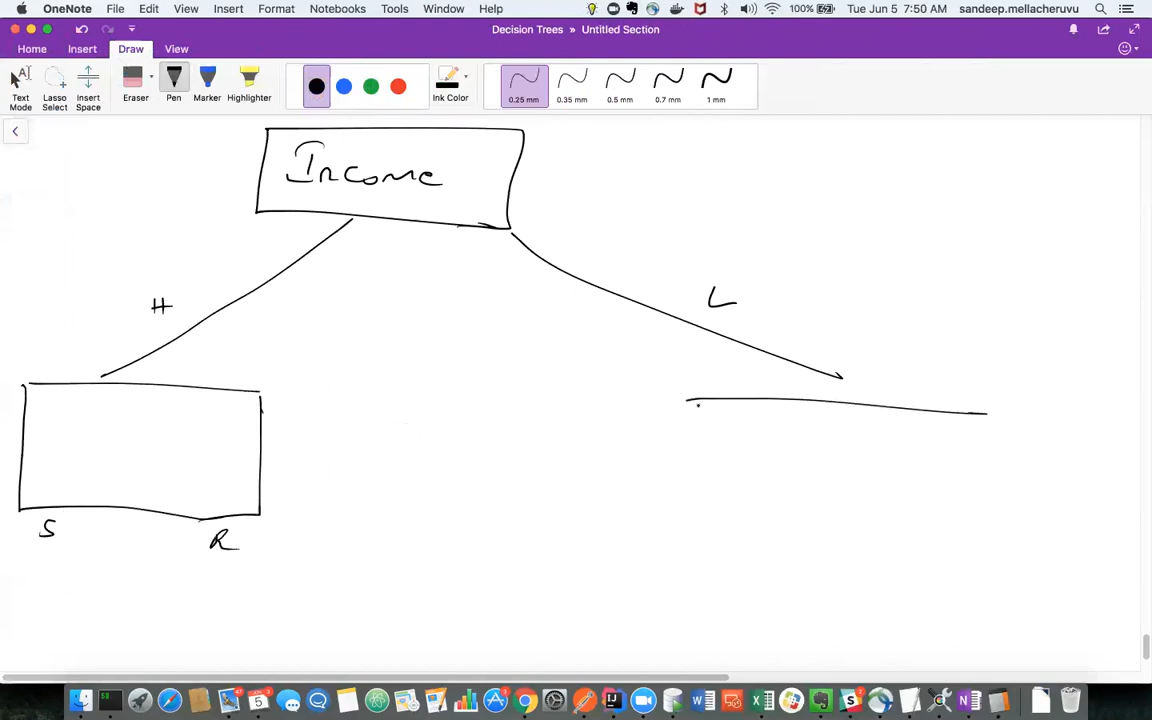 OneNote File Edit View Insert Format Notebooks Tools Window Help 100% Tue Jun 5 7:50 AM sandeep.mellacheruvu
Decision Trees » Untitled Section
Home Insert Draw View
Text Mode Lasso Select Insert Space Eraser Pen Marker Highlighter Ink Color 0.25 mm 0.35 mm 0.5 mm 0.7 mm 1 mm
Income
H L
S R